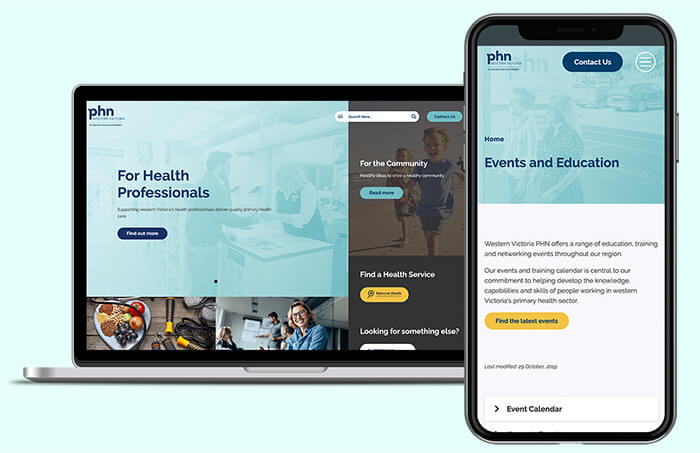 phn
WESTERN VICTORIA
Search Here...
Contact Us
For Health
Professionals
Supporting western Victoria's health professionals deliver quality primary health
care.
Find out more
For the Community
Healthy ideas to drive a healthy community
Read more
Find a Health Service
National Health
Looking for something else?
phn
WESTERN VICTORIA
Contact Us
Home
Events and Education
Western Victoria PHN offers a range of education, training
and networking events throughout our region.
Our events and training calendar is central to our
commitment to helping develop the knowledge,
capabilities and skills of people working in western
Victoria's primary health sector.
Find the latest events
Last modified: 29 October, 2019
Event Calendar